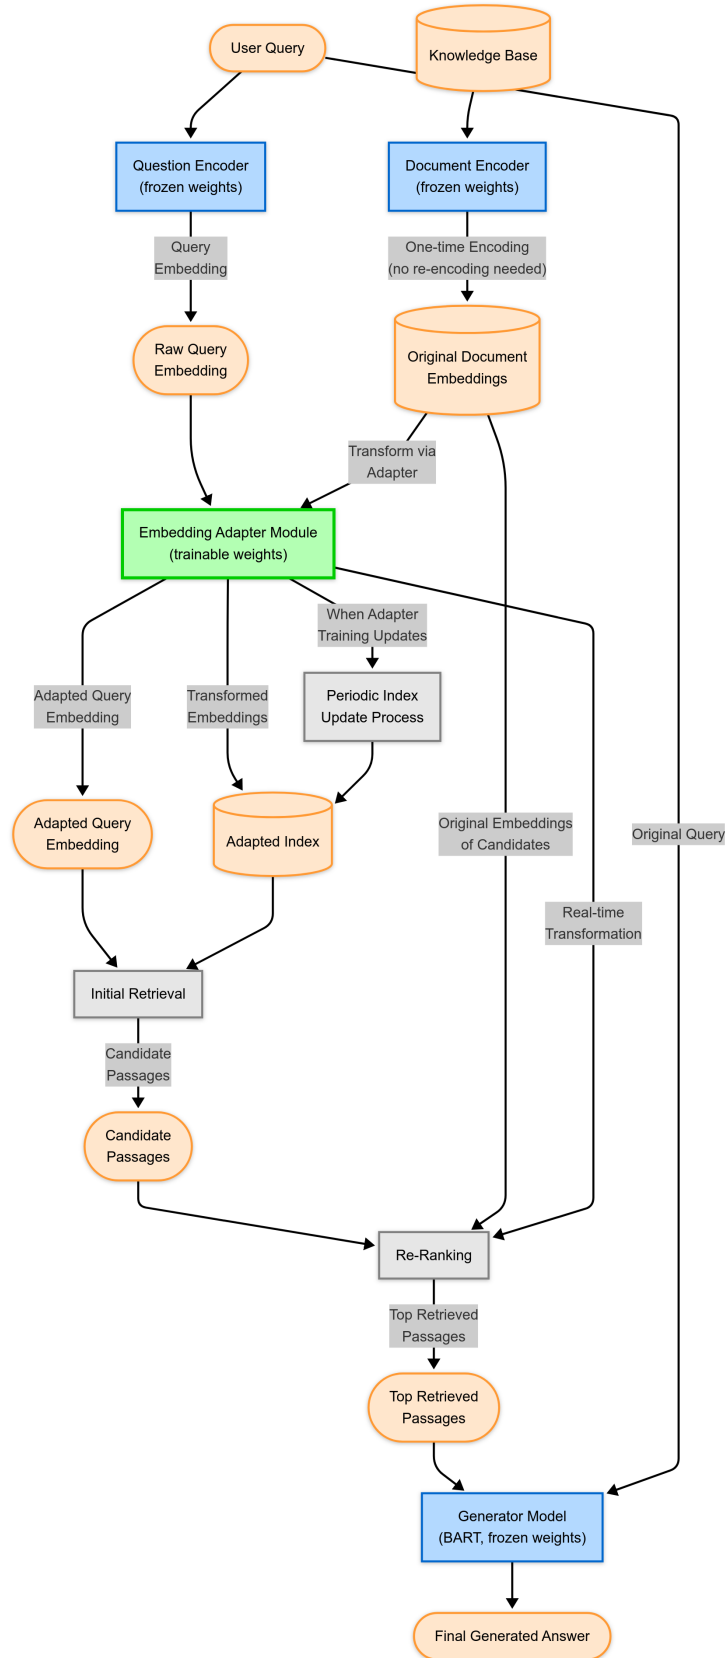 User Query
Knowledge Base
Question Encoder
(frozen weights)
Document Encoder
(frozen weights)
Query
Embedding
One-time Encoding
(no re-encoding needed)
Raw Query
Embedding
Original Document
Embeddings
Transform via
Adapter
Embedding Adapter Module
(trainable weights)
When Adapter
Training Updates
Adapted Query
Embedding
Transformed
Embeddings
Periodic Index
Update Process
Adapted Query
Embedding
Adapted Index
Original Embeddings
of Candidates
Original Query
Real-time
Transformation
Initial Retrieval
Candidate
Passages
Candidate
Passages
Re-Ranking
Top Retrieved
Passages
Top Retrieved
Passages
Generator Model
(BART, frozen weights)
Final Generated Answer